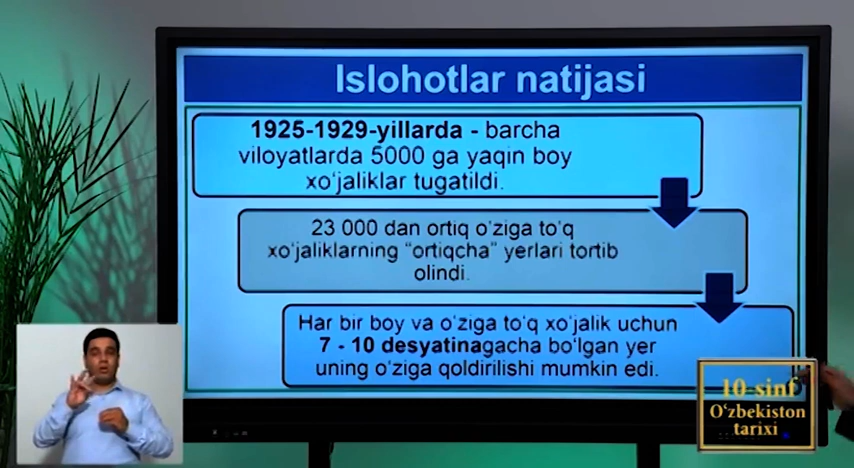 Islohotlar natijasi
1925-1929-yillarda - barcha
viloyatlarda 5000 ga yaqin boy
xo'jaliklar tugatildi.
23 000 dan ortiq o'ziga to'q
xo'jaliklarning "ortiqcha" yerlari tortib
olindi.
Har bir boy va o'ziga to'q xo'jalik uchun
7 - 10 desyatinagacha bo'lgan yer
uning o'ziga qoldirilishi mumkin edi.
10-sinf
O'zbekiston
tarixi